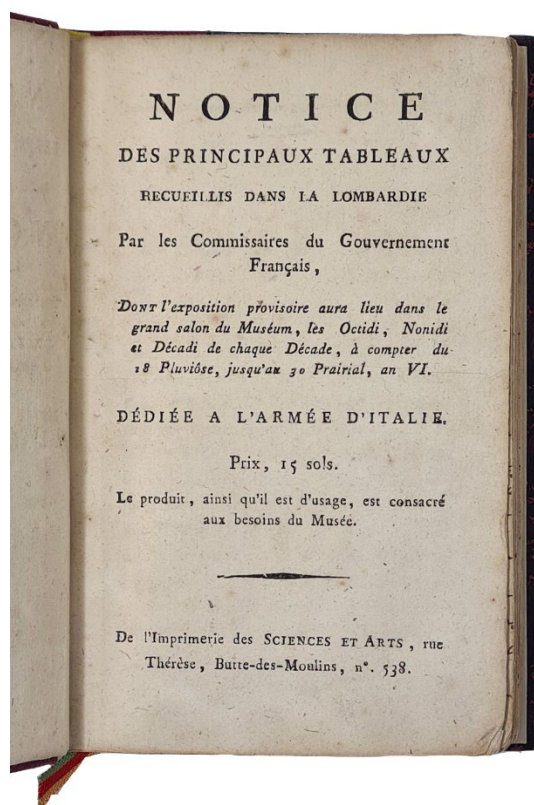 NOTICE
DES PRINCIPAUX TABLEAUX
RECUEILLIS DANS LA LOMBARDIE
Par les Commissaires du Gouvernement
Français,
DONT l'exposition provisoire aura lieu dans le
grand salon du Muséum, les Octidi, Nonidi
et Décadi de chaque Décade, à compter du
18 Pluviôse, jusqu'au 30 Prairial, an VI.
DÉDIÉE A L'ARMÉE D'ITALIE.
Prix, 15 sols.
Le produit, ainsi qu'il est d'usage, est consacré
aux besoins du Musée.
De l'Imprimerie des SCIENCES ET ARTS, rue
Thérèse, Butte-des-Moulins, n°. 538.